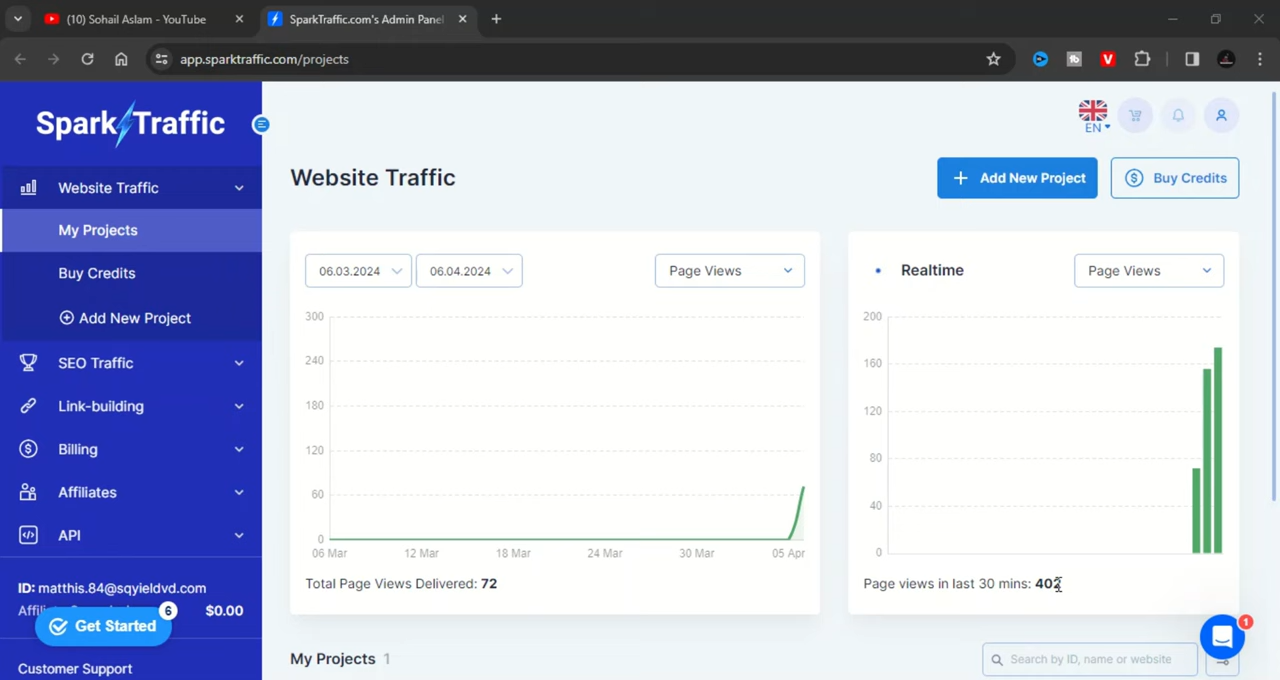 (10) Sohail Aslam - YouTube
SparkTraffic.com's Admin Pane
app.sparktraffic.com/projects
Spark Traffic
EN
Website Traffic
My Projects
Buy Credits
Add New Project
SEO Traffic
Link-building
Billing
Affiliates
API
ID: matthis.84@sqyieldvd.com
$0.00
Get Started
6
Customer Support
Website Traffic
Add New Project
Buy Credits
06.03.2024
06.04.2024
Page Views
300
240
180
120
60
0
06 Mar 12 Mar 18 Mar 24 Mar 30 Mar 05 Apr
Total Page Views Delivered: 72
Realtime
Page Views
200
160
120
80
40
0
Page views in last 30 mins: 402
My Projects 1
Search by ID, name or website
1